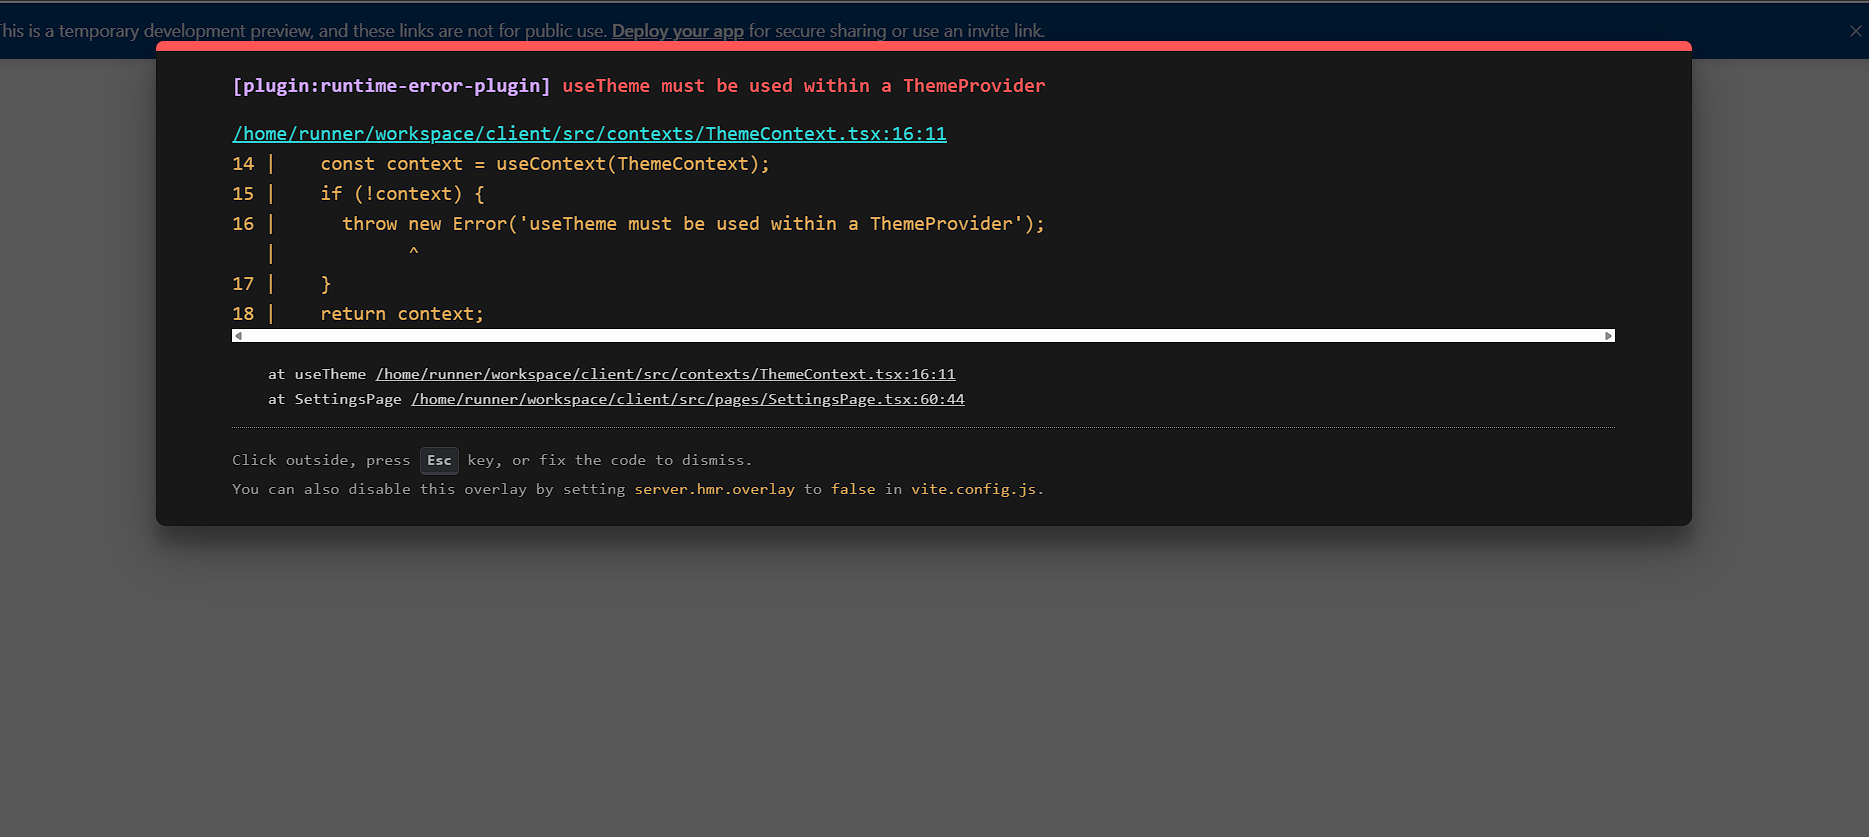 his is a temporary development preview, and these links are not for public use. Deploy your app for secure sharing or use an invite link.
[plugin:runtime-error-plugin] useTheme must be used within a ThemeProvider
/home/runner/workspace/client/src/contexts/ThemeContext.tsx:16:11
14 |    const context = useContext(ThemeContext);
15 |    if (!context) {
16 |      throw new Error('useTheme must be used within a ThemeProvider');
   |            ^
17 |    }
18 |    return context;
at useTheme /home/runner/workspace/client/src/contexts/ThemeContext.tsx:16:11
at SettingsPage /home/runner/workspace/client/src/pages/SettingsPage.tsx:60:44
Click outside, press Esc key, or fix the code to dismiss.
You can also disable this overlay by setting server.hmr.overlay to false in vite.config.js.